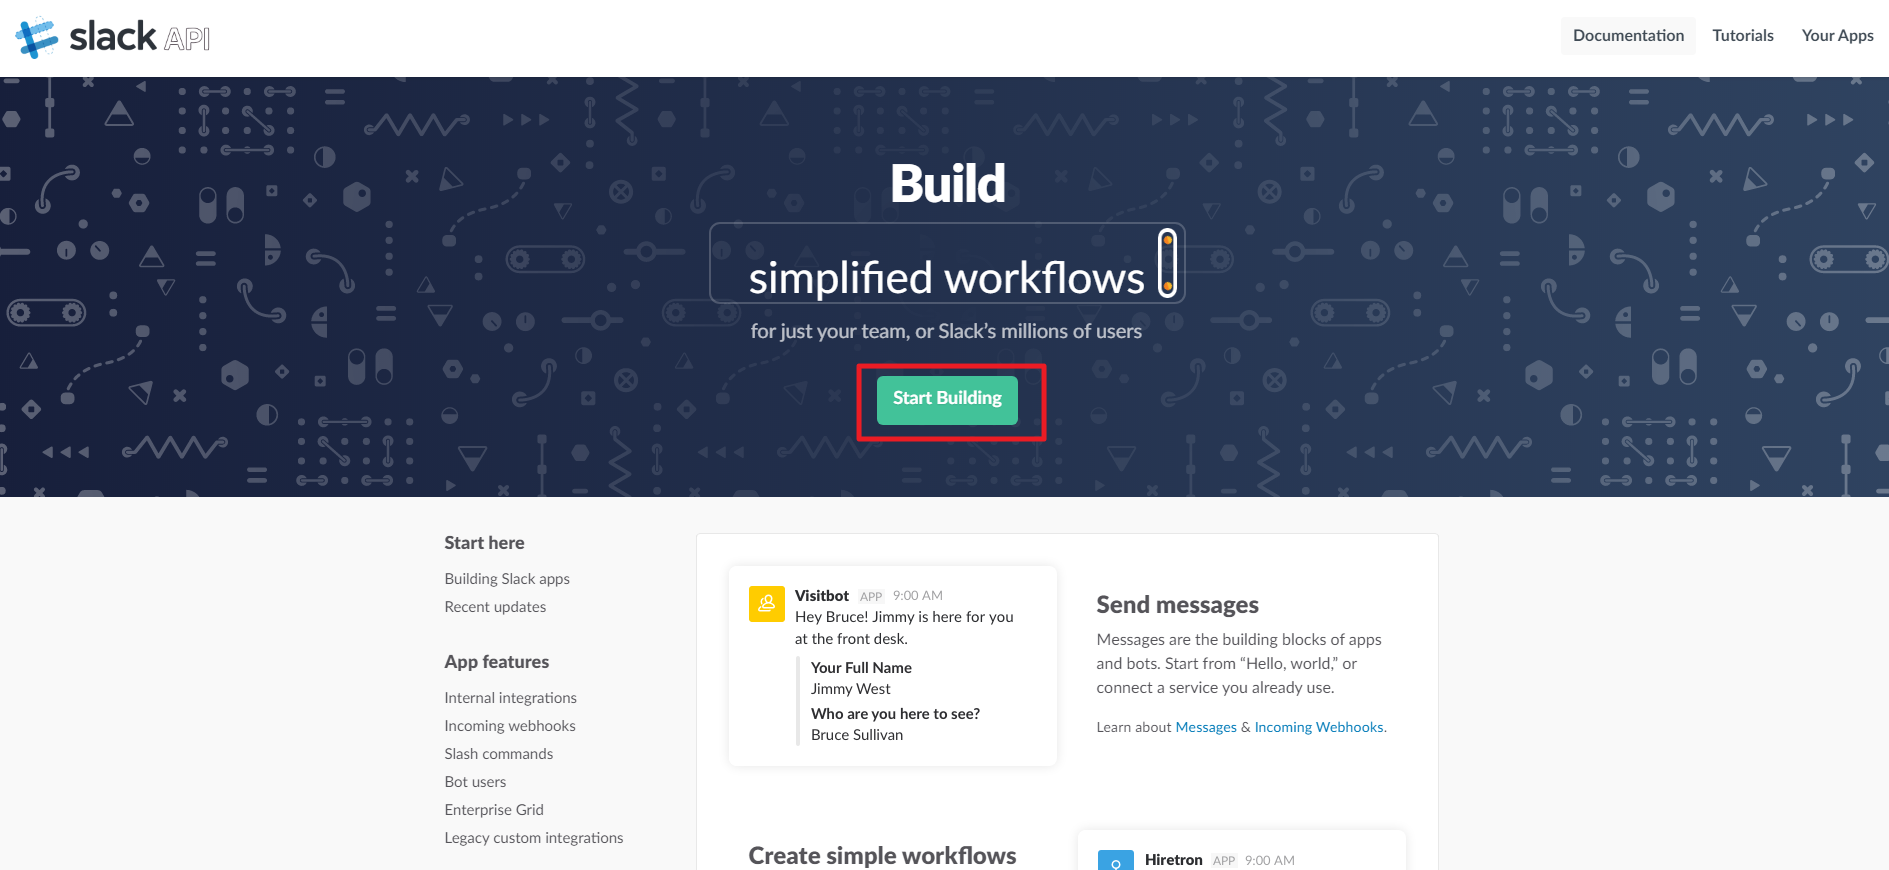 slack API
Documentation
Tutorials
Your Apps
Build
simplified workflows
for just your team, or Slack’s millions of users
Start Building
Start here
Building Slack apps
Recent updates
App features
Internal integrations
Incoming webhooks
Slash commands
Bot users
Enterprise Grid
Legacy custom integrations
Visitbot APP 9:00 AM
Hey Bruce! Jimmy is here for you
at the front desk.
Your Full Name
Jimmy West
Who are you here to see?
Bruce Sullivan
Send messages
Messages are the building blocks of apps
and bots. Start from “Hello, world,” or
connect a service you already use.
Learn about Messages & Incoming Webhooks.
Create simple workflows
Hiretron APP 9:00 AM